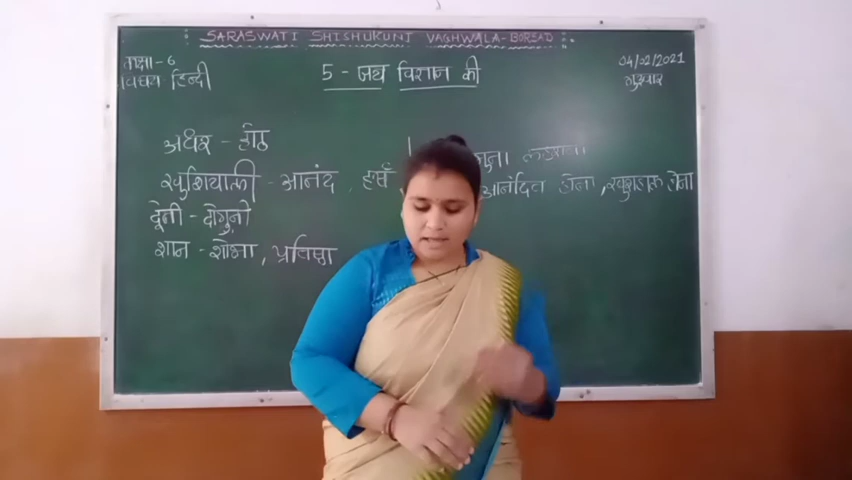 SARASWATI SHISHUKUNJ VAGHWALA-BORSAD
कक्षा-6
विषय हिन्दी
5 - जय किसान की
04/02/2021
गुरुवार
अधर - होंठ
खुशियाली - आनंद , हर्ष
आनंदित होना , खुशहाल होना
दूनी - दोगुनी
शान - शोभा , प्रतिष्ठा